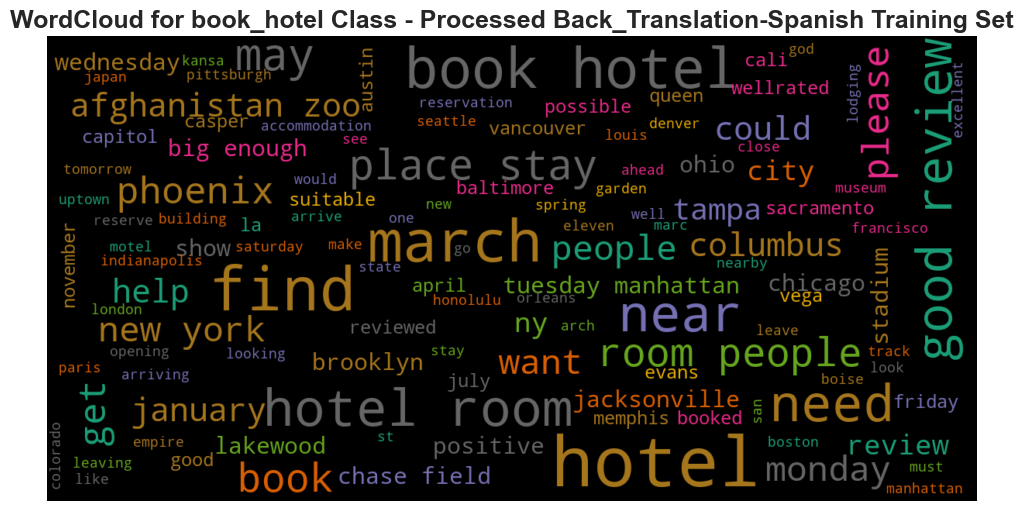 WordCloud for book_hotel Class - Processed Back_Translation-Spanish Training Set
wednesday kansa may book hotel cali god review
japan pittsburgh austin wellrated please lodging excellent
afghanistan zoo reservation possible queen
casper accommodation seattle vancouver louis denver could
capitol see close
big enough place stay ohio city good
tomorrow would ahead museum
phoenix suitable baltimore garden
uptown spring tampa sacramento
reserve building la arrive one new eleven well marc francisco
november motel show saturday make march people columbus stadium
indianapolis go nearby
find state chicago
help april tuesday manhattan vega
london honolulu orleans near
new york reviewed ny arch leave
opening looking stay room people track
paris arriving brooklyn want evans look
july boise
get january hotel room jacksonville need friday
memphis booked san
colorado empire lakewood st positive boston review
leaving good hotel monday must
like book chase field manhattan